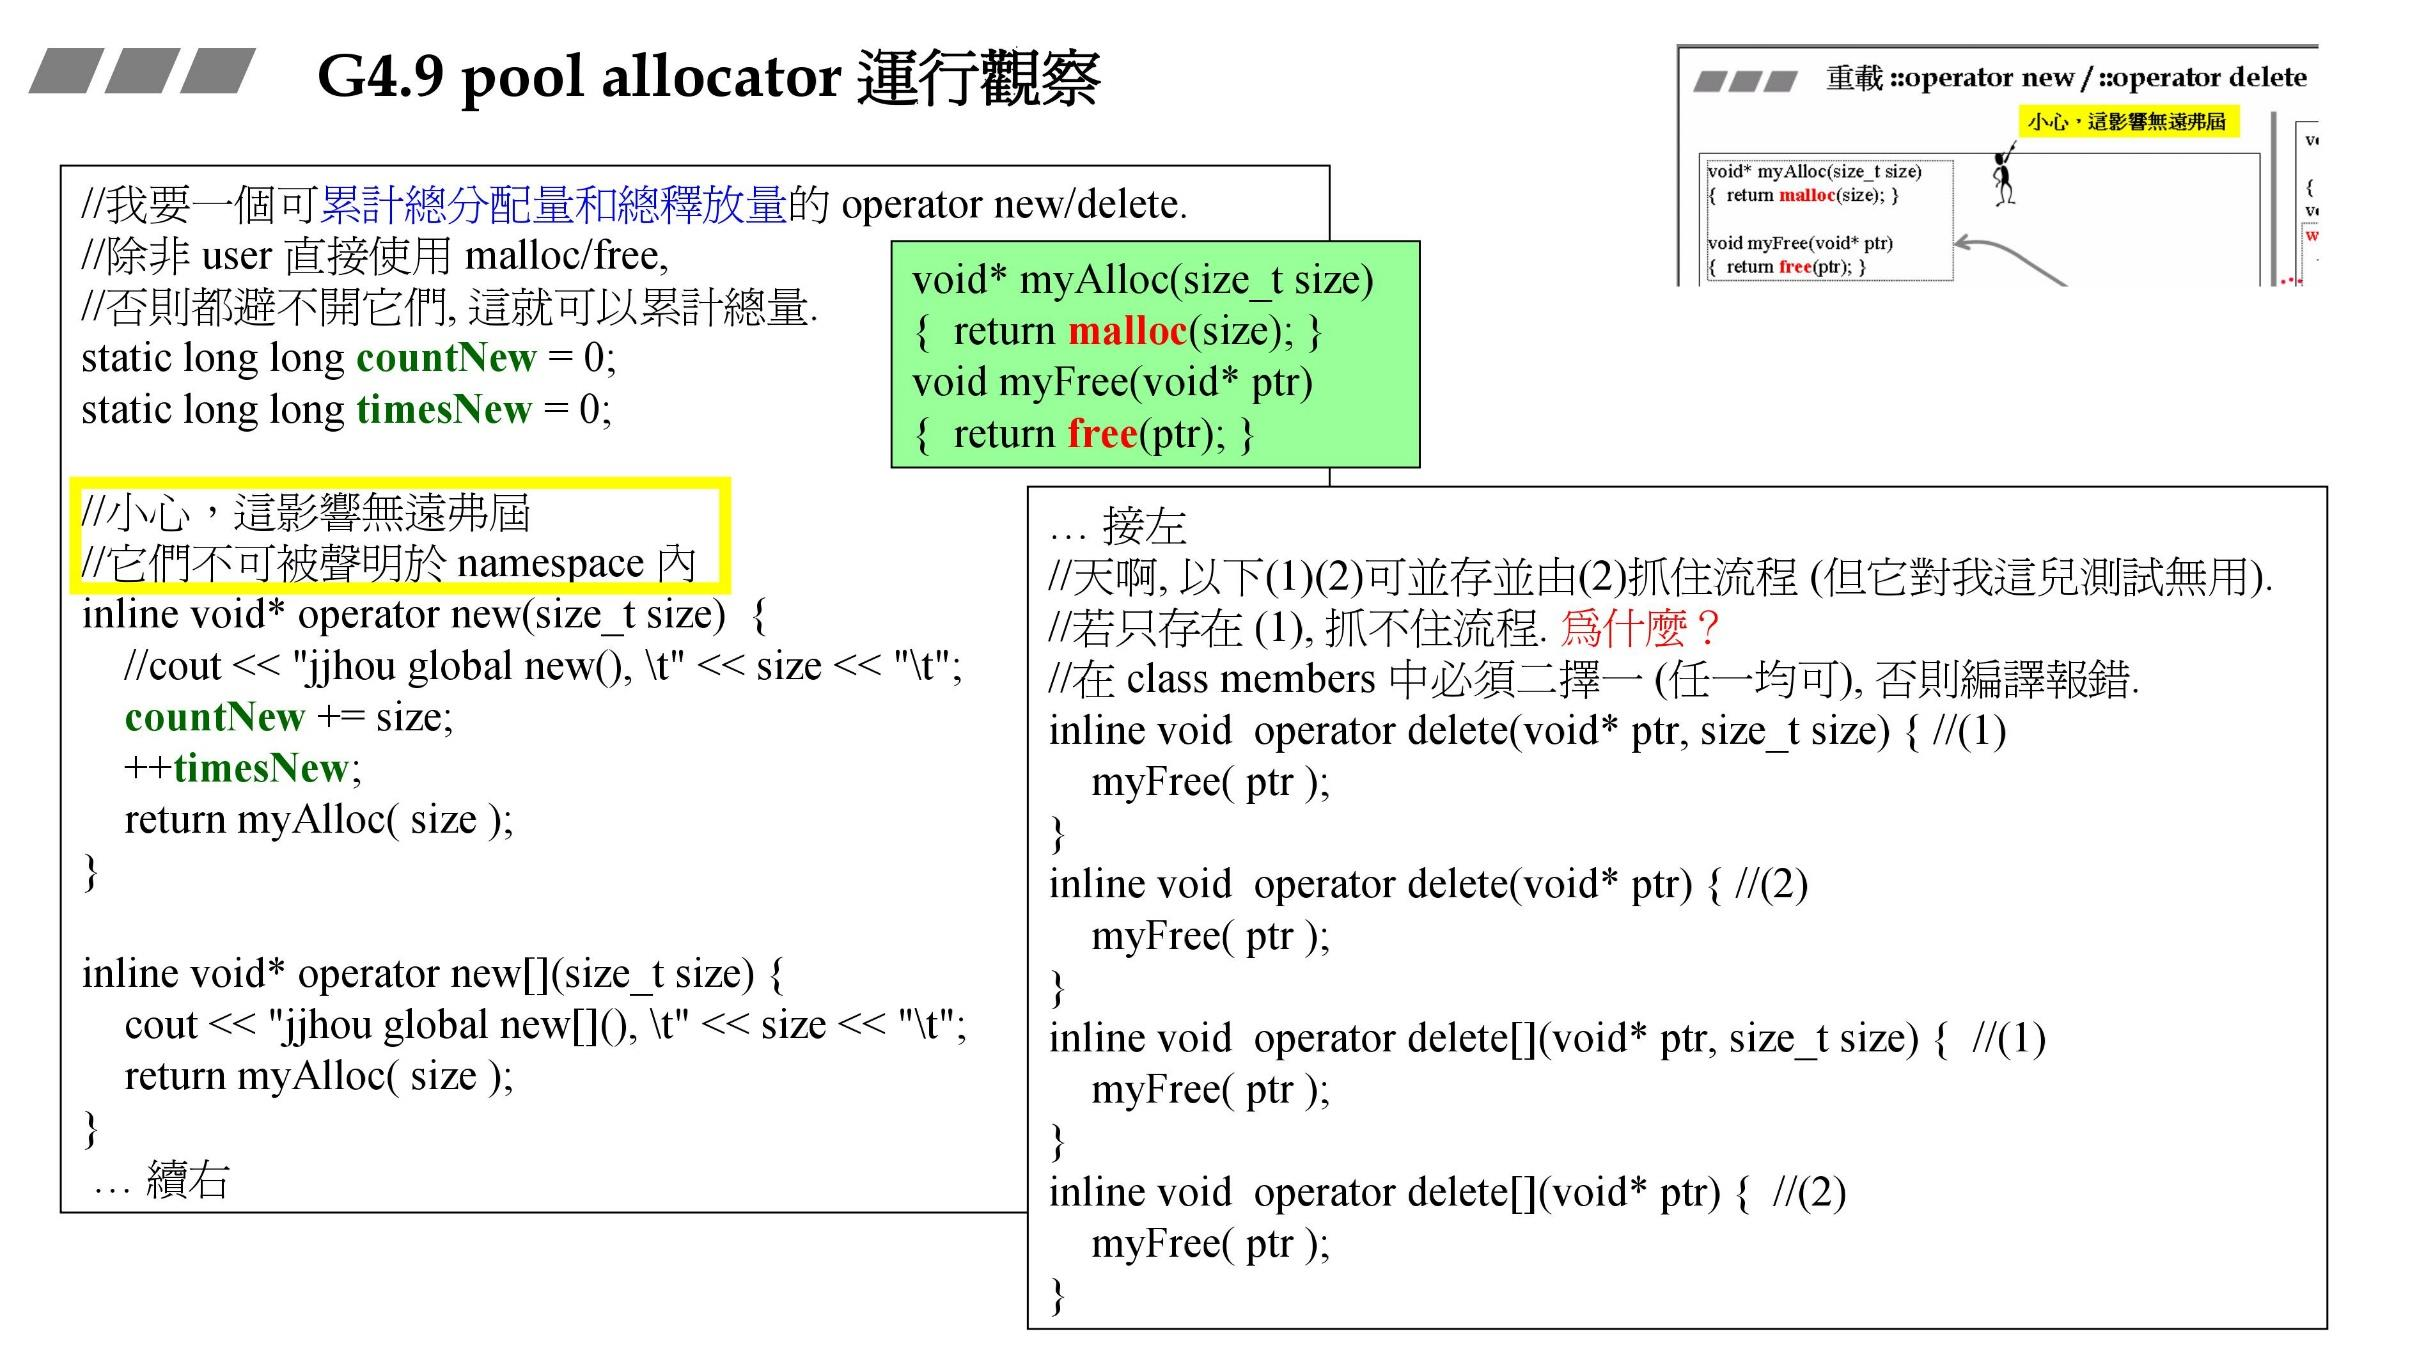 G4.9 pool allocator 運行觀察
重載 ::operator new / ::operator delete
小心，這影響無遠弗屆
void* myAlloc(size_t size)
{ return malloc(size); }
void myFree(void* ptr)
{ return free(ptr); }
//我要一個可累計總分配量和總釋放量的 operator new/delete.
//除非 user 直接使用 malloc/free,
//否則都避不開它們, 這就可以累計總量.
static long long countNew = 0;
static long long timesNew = 0;
void* myAlloc(size_t size)
{ return malloc(size); }
void myFree(void* ptr)
{ return free(ptr); }
//小心，這影響無遠弗屆
//它們不可被聲明於 namespace 內
inline void* operator new(size_t size) {
//cout << "jjhou global new(), \t" << size << "\t";
countNew += size;
++timesNew;
return myAlloc( size );
}
inline void* operator new[](size_t size) {
cout << "jjhou global new[](), \t" << size << "\t";
return myAlloc( size );
}
… 續右
… 接左
//天啊, 以下(1)(2)可並存並由(2)抓住流程 (但它對我這兒測試無用).
//若只存在 (1), 抓不住流程. 爲什麼？
//在 class members 中必須二擇一 (任一均可), 否則編譯報錯.
inline void operator delete(void* ptr, size_t size) { //(1)
myFree( ptr );
}
inline void operator delete(void* ptr) { //(2)
myFree( ptr );
}
inline void operator delete[](void* ptr, size_t size) { //(1)
myFree( ptr );
}
inline void operator delete[](void* ptr) { //(2)
myFree( ptr );
}